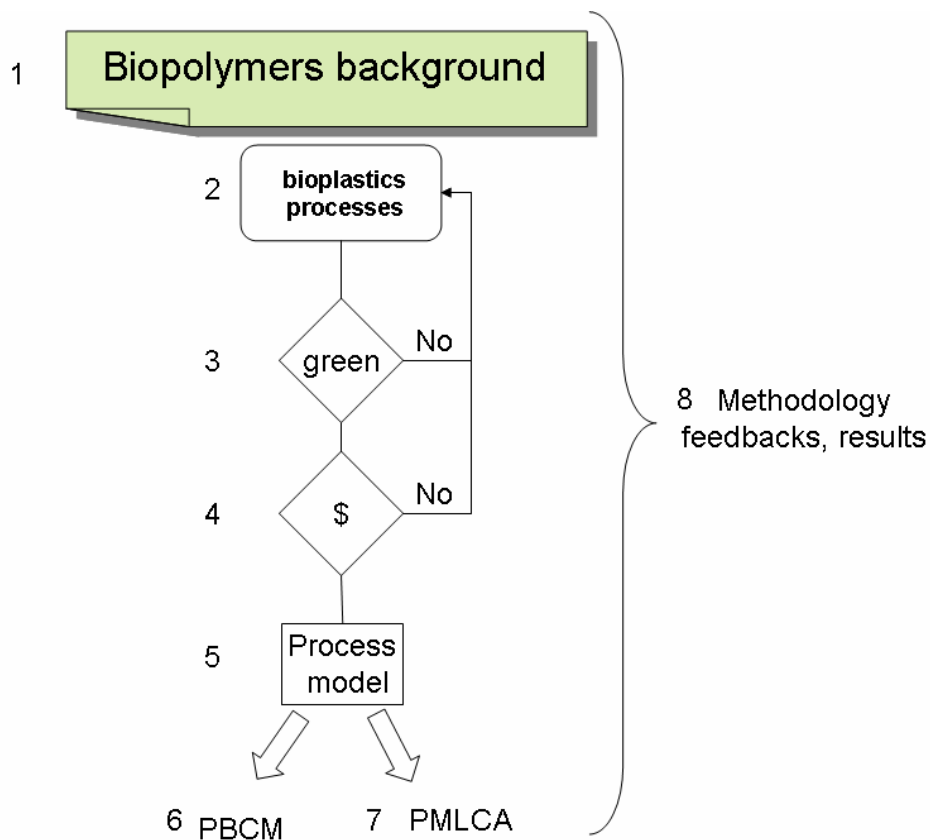 1 Biopolymers background
2 bioplastics
processes
3 green No
4 $ No
5 Process
model
6 PBCM 7 PMLCA
8 Methodology
feedbacks, results